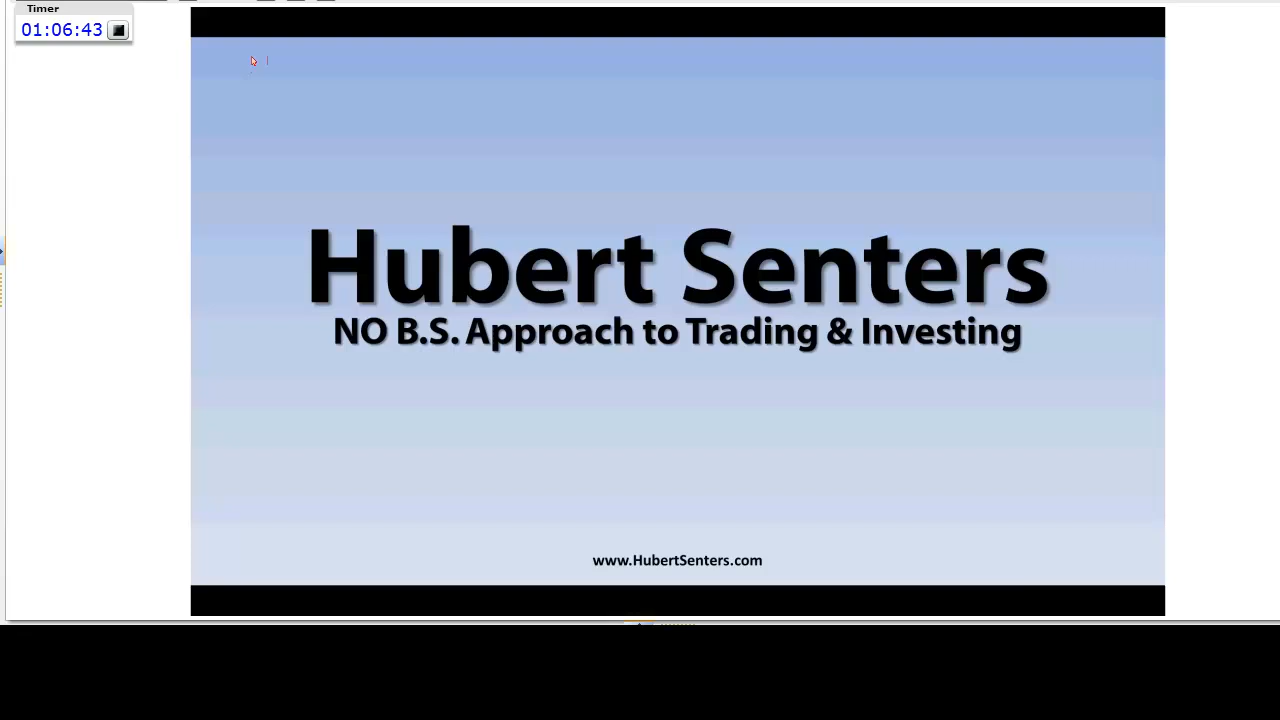 Timer
01:06:43
Hubert Senters
NO B.S. Approach to Trading & Investing
www.HubertSenters.com